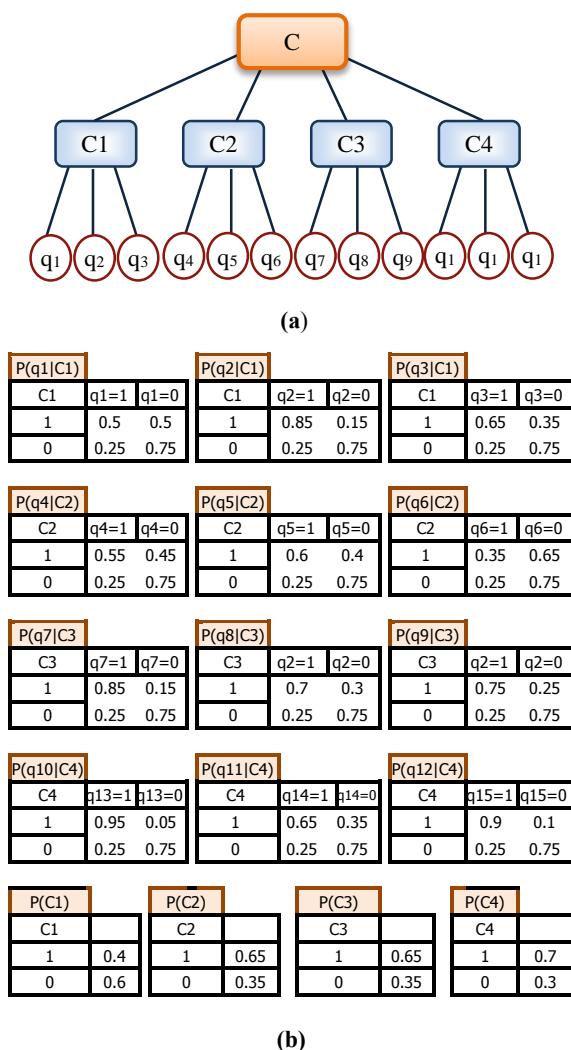 C
C1 C2 C3 C4
q1 q2 q3 q4 q5 q6 q7 q8 q9 q1 q1 q1
(a)
P(q1|C1) P(q2|C1) P(q3|C1)
C1 q1=1 q1=0 C1 q2=1 q2=0 C1 q3=1 q3=0
1 0.5 0.5 1 0.85 0.15 1 0.65 0.35
0 0.25 0.75 0 0.25 0.75 0 0.25 0.75
P(q4|C2) P(q5|C2) P(q6|C2)
C2 q4=1 q4=0 C2 q5=1 q5=0 C2 q6=1 q6=0
1 0.55 0.45 1 0.6 0.4 1 0.35 0.65
0 0.25 0.75 0 0.25 0.75 0 0.25 0.75
P(q7|C3 P(q8|C3) P(q9|C3)
C3 q7=1 q7=0 C3 q2=1 q2=0 C3 q2=1 q2=0
1 0.85 0.15 1 0.7 0.3 1 0.75 0.25
0 0.25 0.75 0 0.25 0.75 0 0.25 0.75
P(q10|C4) P(q11|C4) P(q12|C4)
C4 q13=1 q13=0 C4 q14=1 q14=0 C4 q15=1 q15=0
1 0.95 0.05 1 0.65 0.35 1 0.9 0.1
0 0.25 0.75 0 0.25 0.75 0 0.25 0.75
P(C1) P(C2) P(C3) P(C4)
C1 C2 C3 C4
1 0.4 1 0.65 1 0.65 1 0.7
0 0.6 0 0.35 0 0.35 0 0.3
(b)